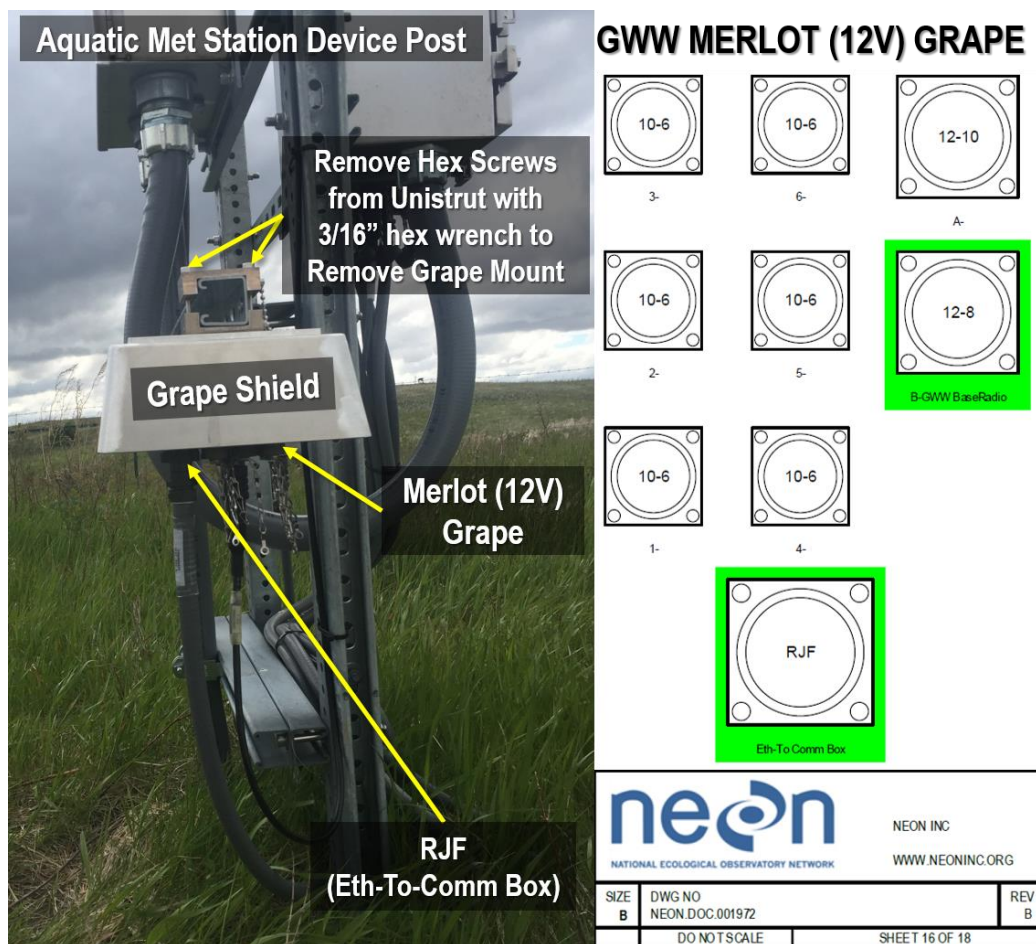 Aquatic Met Station Device Post
Remove Hex Screws
from Unistrut with
3/16” hex wrench to
Remove Grape Mount
Grape Shield
Merlot (12V)
Grape
RJF
(Eth-To-Comm Box)
GWW MERLOT (12V) GRAPE
10-6
10-6
12-10
3-
6-
A-
10-6
10-6
12-8
2-
5-
B-GWW BaseRadio
10-6
10-6
1-
4-
RJF
Eth-To Comm Box
neon
NATIONAL ECOLOGICAL OBSERVATORY NETWORK
NEON INC
WWW.NEONINC.ORG
SIZE
B
DWG NO
NEON.DOC.001972
REV
B
DO NOT SCALE
SHEET 16 OF 18